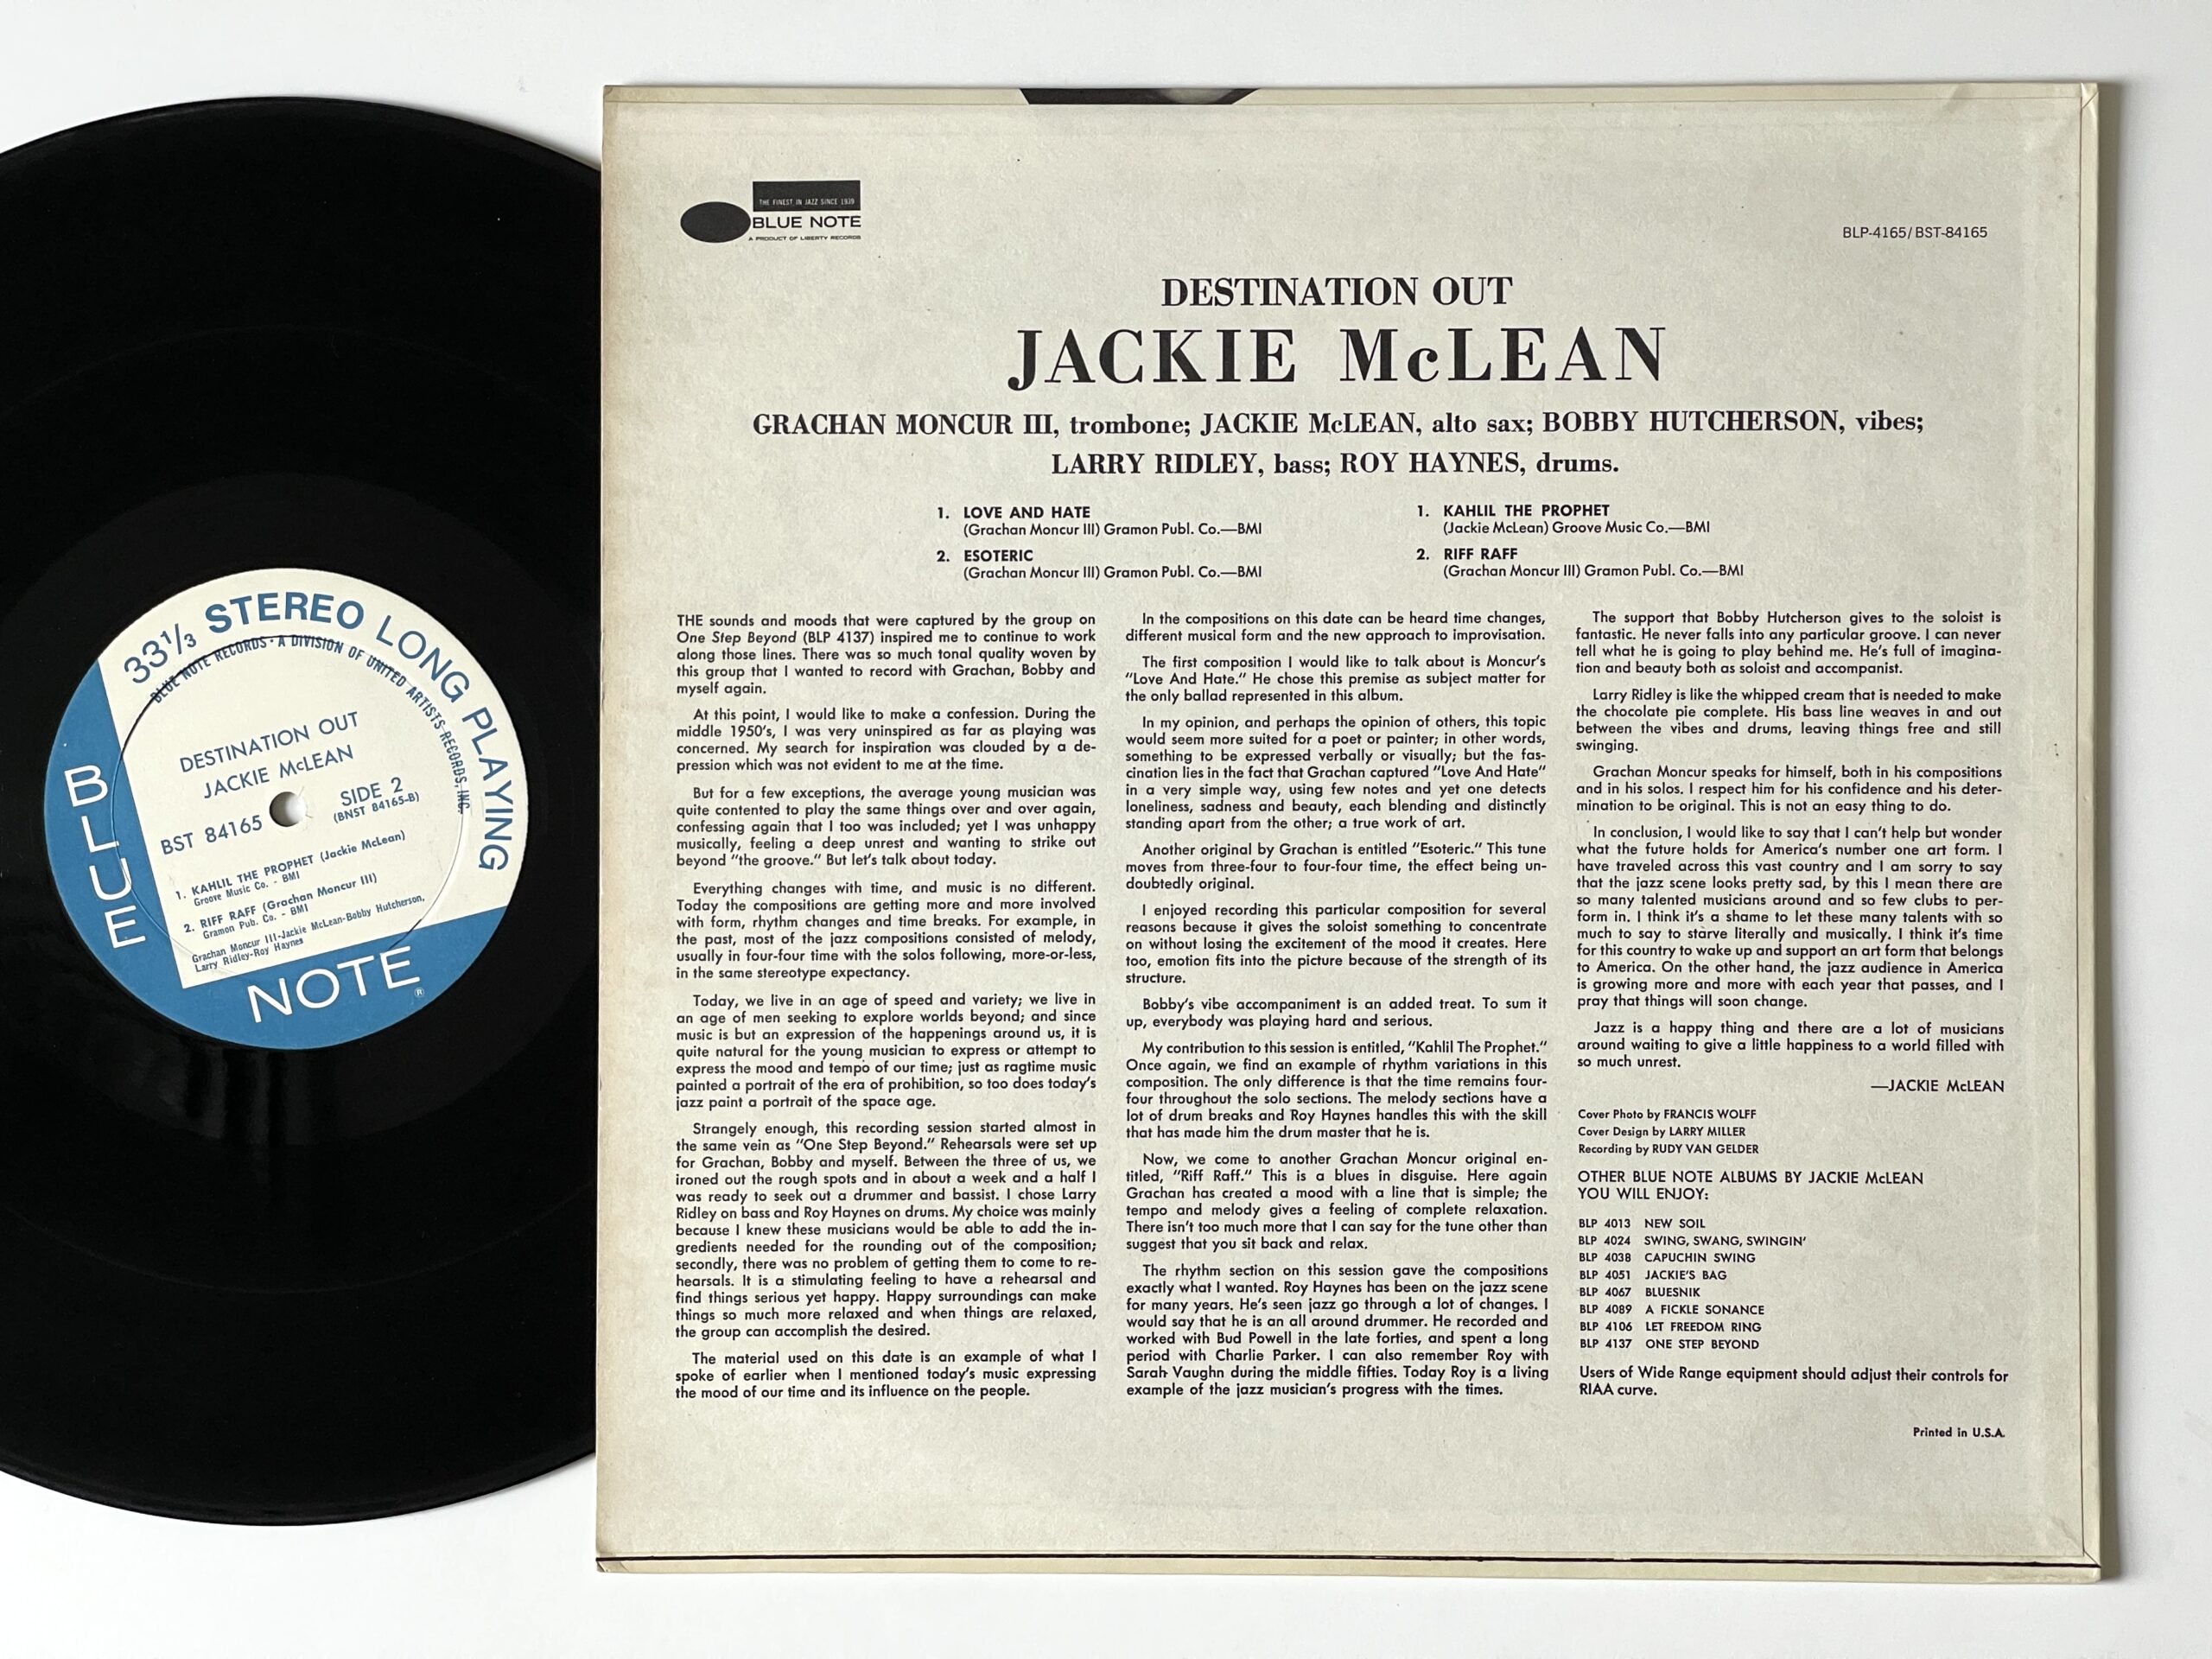 33 1/3 STEREO LONG PLAYING
BLUE NOTE RECORDS · A DIVISION OF UNITED ARTISTS RECORDS, INC.
DESTINATION OUT
JACKIE McLEAN
SIDE 2
(BNST 84165-B)
BST 84165
1. KAHLIL THE PROPHET (Jackie McLean)
Groove Music Co. - BMI
2. RIFF RAFF (Grachan Moncur III)
Gramon Pub. Co. - BMI
Grachan Moncur III-Jackie McLean-Bobby Hutcherson,
Larry Ridley-Roy Haynes
BLUE
NOTE ®
THE FINEST IN JAZZ SINCE 1939
BLUE NOTE
A PRODUCT OF LIBERTY RECORDS
BLP-4165/BST-84165
DESTINATION OUT
JACKIE McLEAN
GRACHAN MONCUR III, trombone; JACKIE McLEAN, alto sax; BOBBY HUTCHERSON, vibes;
LARRY RIDLEY, bass; ROY HAYNES, drums.
1. LOVE AND HATE
(Grachan Moncur III) Gramon Publ. Co.—BMI
2. ESOTERIC
(Grachan Moncur III) Gramon Publ. Co.—BMI
1. KAHLIL THE PROPHET
(Jackie McLean) Groove Music Co.—BMI
2. RIFF RAFF
(Grachan Moncur III) Gramon Publ. Co.—BMI
THE sounds and moods that were captured by the group on
One Step Beyond (BLP 4137) inspired me to continue to work
along those lines. There was so much tonal quality woven by
this group that I wanted to record with Grachan, Bobby and
myself again.
At this point, I would like to make a confession. During the
middle 1950's, I was very uninspired as far as playing was
concerned. My search for inspiration was clouded by a de-
pression which was not evident to me at the time.
But for a few exceptions, the average young musician was
quite contented to play the same things over and over again,
confessing again that I too was included; yet I was unhappy
musically, feeling a deep unrest and wanting to strike out
beyond "the groove." But let's talk about today.
Everything changes with time, and music is no different.
Today the compositions are getting more and more involved
with form, rhythm changes and time breaks. For example, in
the past, most of the jazz compositions consisted of melody,
usually in four-four time with the solos following, more-or-less,
in the same stereotype expectancy.
Today, we live in an age of speed and variety; we live in
an age of men seeking to explore worlds beyond; and since
music is but an expression of the happenings around us, it is
quite natural for the young musician to express or attempt to
express the mood and tempo of our time; just as ragtime music
painted a portrait of the era of prohibition, so too does today's
jazz paint a portrait of the space age.
Strangely enough, this recording session started almost in
the same vein as "One Step Beyond." Rehearsals were set up
for Grachan, Bobby and myself. Between the three of us, we
ironed out the rough spots and in about a week and a half I
was ready to seek out a drummer and bassist. I chose Larry
Ridley on bass and Roy Haynes on drums. My choice was mainly
because I knew these musicians would be able to add the in-
gredients needed for the rounding out of the composition;
secondly, there was no problem of getting them to come to re-
hearsals. It is a stimulating feeling to have a rehearsal and
find things serious yet happy. Happy surroundings can make
things so much more relaxed and when things are relaxed,
the group can accomplish the desired.
The material used on this date is an example of what I
spoke of earlier when I mentioned today's music expressing
the mood of our time and its influence on the people.
In the compositions on this date can be heard time changes,
different musical form and the new approach to improvisation.
The first composition I would like to talk about is Moncur's
"Love And Hate." He chose this premise as subject matter for
the only ballad represented in this album.
In my opinion, and perhaps the opinion of others, this topic
would seem more suited for a poet or painter; in other words,
something to be expressed verbally or visually; but the fas-
cination lies in the fact that Grachan captured "Love And Hate"
in a very simple way, using few notes and yet one detects
loneliness, sadness and beauty, each blending and distinctly
standing apart from the other; a true work of art.
Another original by Grachan is entitled "Esoteric." This tune
moves from three-four to four-four time, the effect being un-
doubtedly original.
I enjoyed recording this particular composition for several
reasons because it gives the soloist something to concentrate
on without losing the excitement of the mood it creates. Here
too, emotion fits into the picture because of the strength of its
structure.
Bobby's vibe accompaniment is an added treat. To sum it
up, everybody was playing hard and serious.
My contribution to this session is entitled, "Kahlil The Prophet."
Once again, we find an example of rhythm variations in this
composition. The only difference is that the time remains four-
four throughout the solo sections. The melody sections have a
lot of drum breaks and Roy Haynes handles this with the skill
that has made him the drum master that he is.
Now, we come to another Grachan Moncur original en-
titled, "Riff Raff." This is a blues in disguise. Here again
Grachan has created a mood with a line that is simple; the
tempo and melody gives a feeling of complete relaxation.
There isn't too much more that I can say for the tune other than
suggest that you sit back and relax.
The rhythm section on this session gave the compositions
exactly what I wanted. Roy Haynes has been on the jazz scene
for many years. He's seen jazz go through a lot of changes. I
would say that he is an all around drummer. He recorded and
worked with Bud Powell in the late forties, and spent a long
period with Charlie Parker. I can also remember Roy with
Sarah Vaughn during the middle fifties. Today Roy is a living
example of the jazz musician's progress with the times.
The support that Bobby Hutcherson gives to the soloist is
fantastic. He never falls into any particular groove. I can never
tell what he is going to play behind me. He's full of imagina-
tion and beauty both as soloist and accompanist.
Larry Ridley is like the whipped cream that is needed to make
the chocolate pie complete. His bass line weaves in and out
between the vibes and drums, leaving things free and still
swinging.
Grachan Moncur speaks for himself, both in his compositions
and in his solos. I respect him for his confidence and his deter-
mination to be original. This is not an easy thing to do.
In conclusion, I would like to say that I can't help but wonder
what the future holds for America's number one art form. I
have traveled across this vast country and I am sorry to say
that the jazz scene looks pretty sad, by this I mean there are
so many talented musicians around and so few clubs to per-
form in. I think it's a shame to let these many talents with so
much to say to starve literally and musically. I think it's time
for this country to wake up and support an art form that belongs
to America. On the other hand, the jazz audience in America
is growing more and more with each year that passes, and I
pray that things will soon change.
Jazz is a happy thing and there are a lot of musicians
around waiting to give a little happiness to a world filled with
so much unrest.
—JACKIE McLEAN
Cover Photo by FRANCIS WOLFF
Cover Design by LARRY MILLER
Recording by RUDY VAN GELDER
OTHER BLUE NOTE ALBUMS BY JACKIE McLEAN
YOU WILL ENJOY:
BLP 4013 NEW SOIL
BLP 4024 SWING, SWANG, SWINGIN'
BLP 4038 CAPUCHIN SWING
BLP 4051 JACKIE'S BAG
BLP 4067 BLUESNIK
BLP 4089 A FICKLE SONANCE
BLP 4106 LET FREEDOM RING
BLP 4137 ONE STEP BEYOND
Users of Wide Range equipment should adjust their controls for
RIAA curve.
Printed in U.S.A.